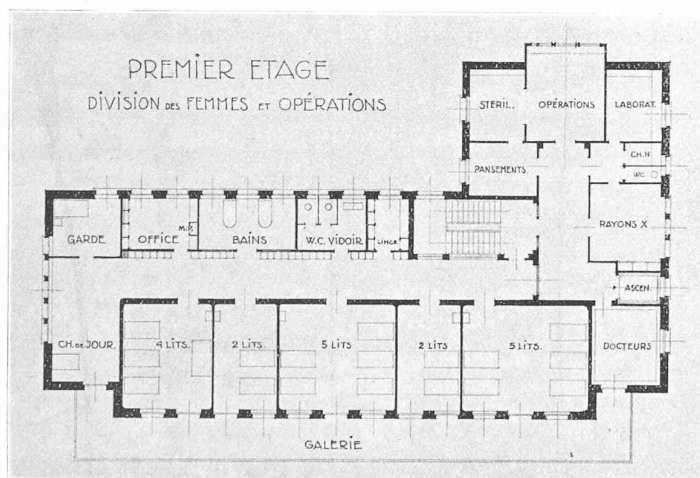 PREMIER ETAGE
DIVISION DES FEMMES ET OPÉRATIONS
STERIL. OPÉRATIONS LABORAT.
PANSEMENTS. CH.N.
WC.
RAYONS X
GARDE OFFICE M.P. BAINS W.C. VIDOIR. LINGE
ASCEN.
CH. DE JOUR. 4 LITS. 2 LITS. 5 LITS 2 LITS 5 LITS. DOCTEURS
GALERIE